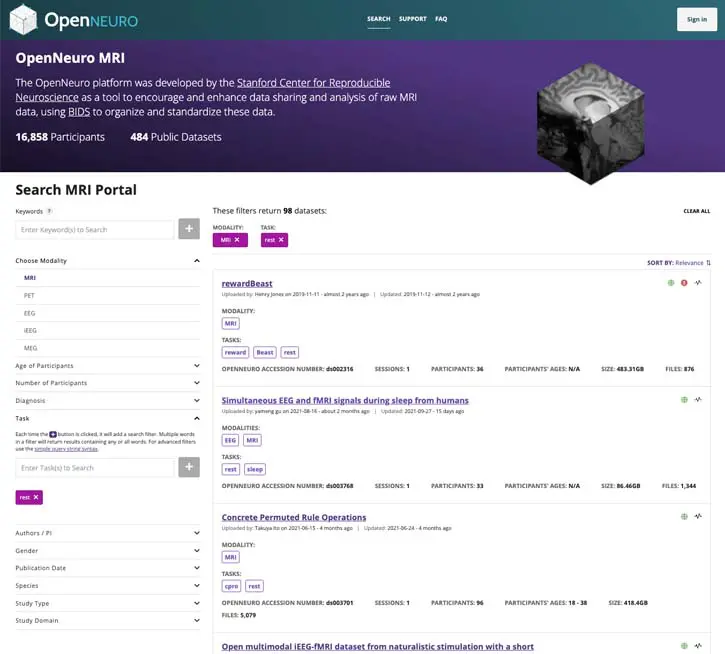 OpenNEURO
SEARCH SUPPORT FAQ
Sign in
OpenNeuro MRI
The OpenNeuro platform was developed by the Stanford Center for Reproducible
Neuroscience as a tool to encourage and enhance data sharing and analysis of raw MRI
data, using BIDS to organize and standardize these data.
16,858 Participants 484 Public Datasets
Search MRI Portal
Keywords ?
Enter Keyword(s) to Search +
Choose Modality
MRI
PET
EEG
iEEG
MEG
Age of Participants
Number of Participants
Diagnosis
Task
Each time the + button is clicked, it will add a search filter. Multiple words
in a filter will return results containing any or all words. For advanced filters
use the simple query string syntax.
Enter Task(s) to Search +
rest X
Authors / PI
Gender
Publication Date
Species
Study Type
Study Domain
These filters return 98 datasets:
CLEAR ALL
MODALITY: TASK:
MRI X rest X
SORT BY: Relevance
rewardBeast
Uploaded by: Henry Jones on 2019-11-11 - almost 2 years ago | Updated: 2019-11-12 - almost 2 years ago
MODALITY:
MRI
TASKS:
reward Beast rest
OPENNEURO ACCESSION NUMBER: ds002316 SESSIONS: 1 PARTICIPANTS: 36 PARTICIPANTS' AGES: N/A SIZE: 483.31GB FILES: 876
Simultaneous EEG and fMRI signals during sleep from humans
Uploaded by: yameng gu on 2021-08-14 - about 2 months ago | Updated: 2021-09-27 - 15 days ago
MODALITIES:
EEG MRI
TASKS:
rest sleep
OPENNEURO ACCESSION NUMBER: ds003768 SESSIONS: 1 PARTICIPANTS: 33 PARTICIPANTS' AGES: N/A SIZE: 86.46GB FILES: 1,344
Concrete Permuted Rule Operations
Uploaded by: Takuya Ito on 2021-06-15 - 4 months ago | Updated: 2021-06-24 - 4 months ago
MODALITY:
MRI
TASKS:
cpro rest
OPENNEURO ACCESSION NUMBER: ds003701 SESSIONS: 1 PARTICIPANTS: 96 PARTICIPANTS' AGES: 18 - 38 SIZE: 418.4GB
FILES: 5,079
Open multimodal iEEG-fMRI dataset from naturalistic stimulation with a short